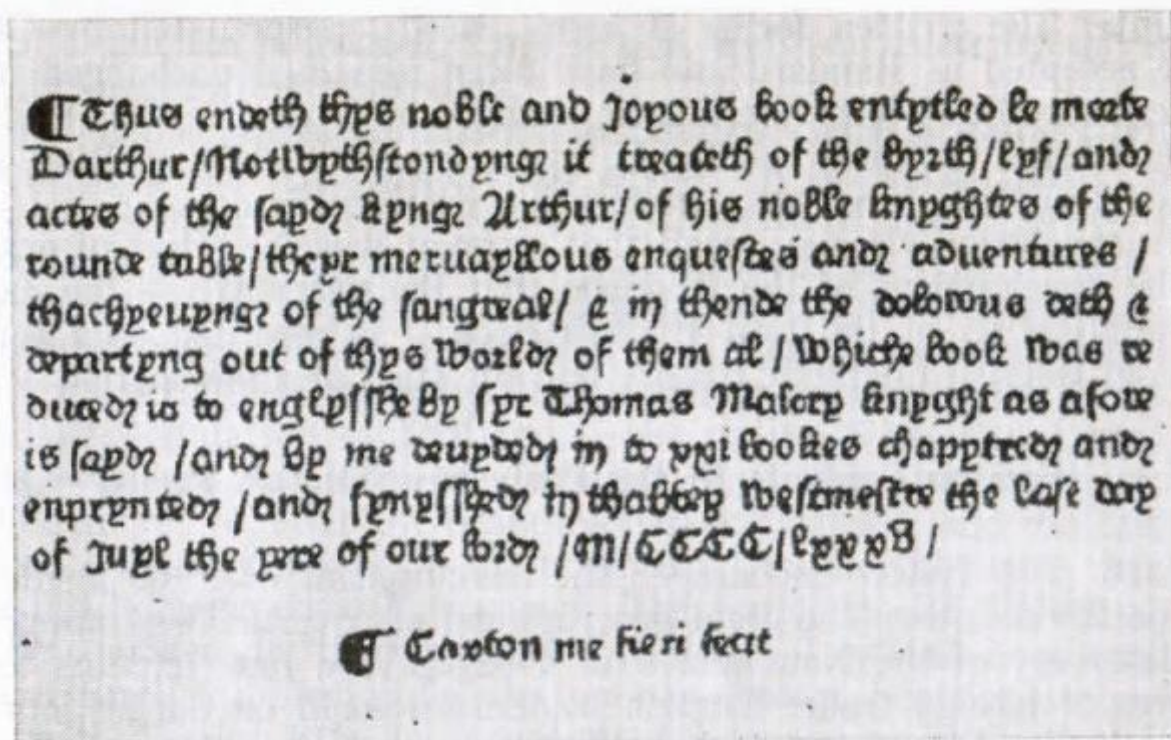 ¶ Thus endeth thys noble and Joyous book entytled le morte
Darthur/Notwythstondyng it treateth of the byrth/lyf/and
actes of the sayd kyng Arthur/of his noble knyghtes of the
rounde table/theyr meruayllous enquestes and aduentures /
thachyeuyng of the sangreal/ & in thende the dolorous deth &
departyng out of thys world of them al / Whiche book was re
duced in to englysshe by syr Thomas Malory knyght as afore
is sayd / and by me deuyded in to xxi bookes chapytred and
enprynted / and fynysshed in thabbey westmestre the last day
of Juyl the yere of our lord /M/CCCC/lxxxv /
¶ Caxton me fieri fecit